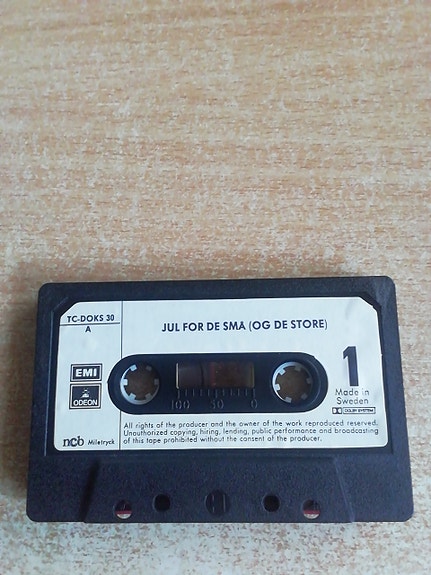 TC-DOKS 30
A
JUL FOR DE SMA (OG DE STORE)
EMI
ODEON
1
Made in
Sweden
DOLBY SYSTEM
100 50 0
ncb Miletryck
All rights of the producer and the owner of the work reproduced reserved.
Unauthorized copying, hiring, lending, public performance and broadcasting
of this tape prohibited without the consent of the producer.